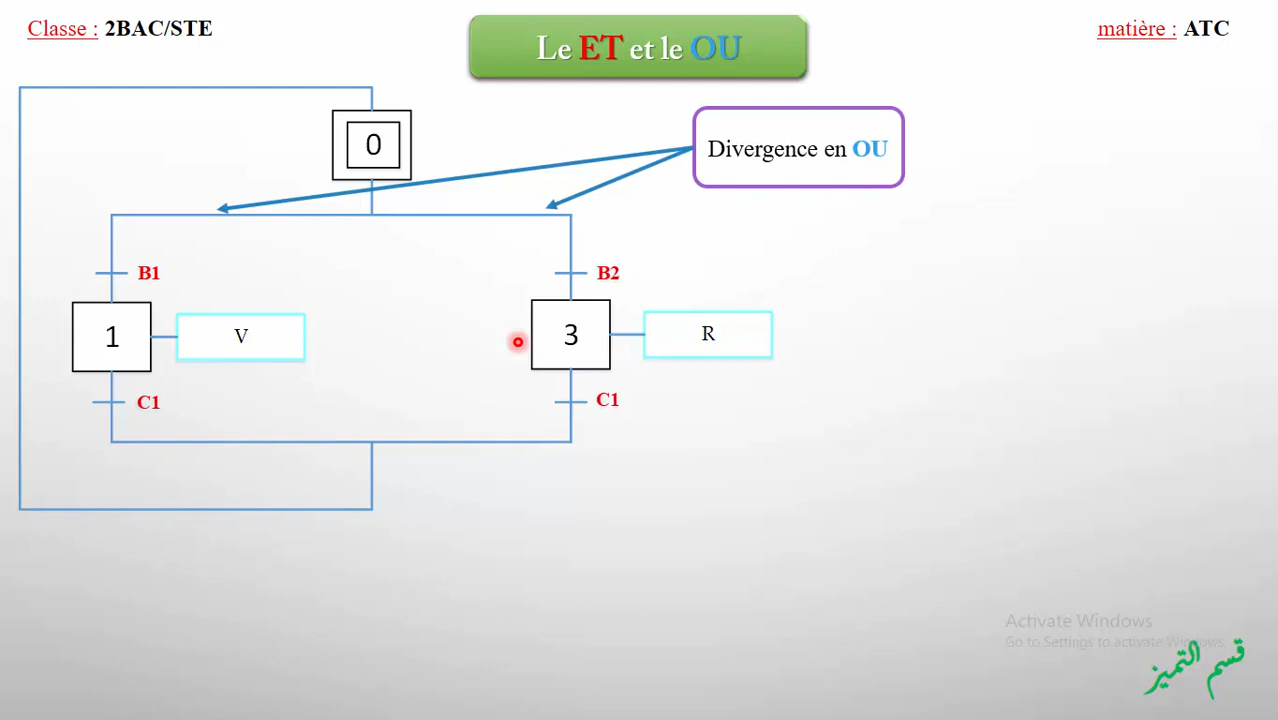 Classe : 2BAC/STE
Le ET et le OU
matière : ATC
0
Divergence en OU
B1
B2
1
V
3
R
C1
C1
Activate Windows
Go to Settings to activate Windows.
قسم التميز